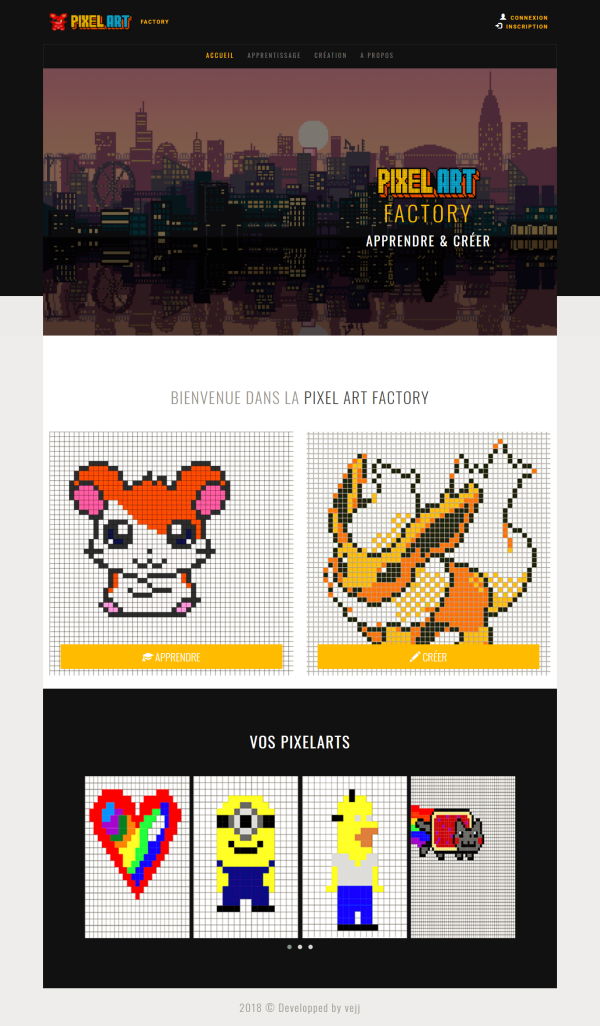 PIXEL ART FACTORY
CONNEXION
INSCRIPTION
ACCUEIL APPRENTISSAGE CRÉATION A PROPOS
PIXEL ART
FACTORY
APPRENDRE & CRÉER
BIENVENUE DANS LA PIXEL ART FACTORY
APPRENDRE
CRÉER
VOS PIXELARTS
2018 © Developped by vejj